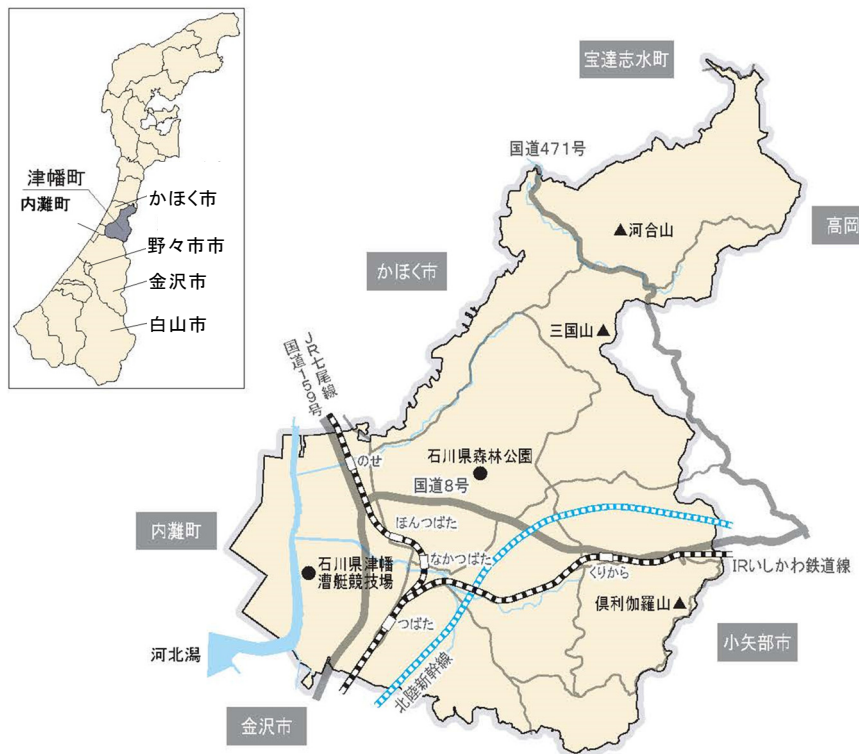 津幡町
内灘町
かほく市
野々市市
金沢市
白山市
宝達志水町
国道471号
河合山
高岡
かほく市
三国山
JR七尾線
国道159号
のせ
石川県森林公園
国道8号
ほんつばた
内灘町
なかつばた
石川県津幡
漕艇競技場
くりから
IRいしかわ鉄道線
倶利伽羅山
つばた
小矢部市
河北潟
北陸新幹線
金沢市